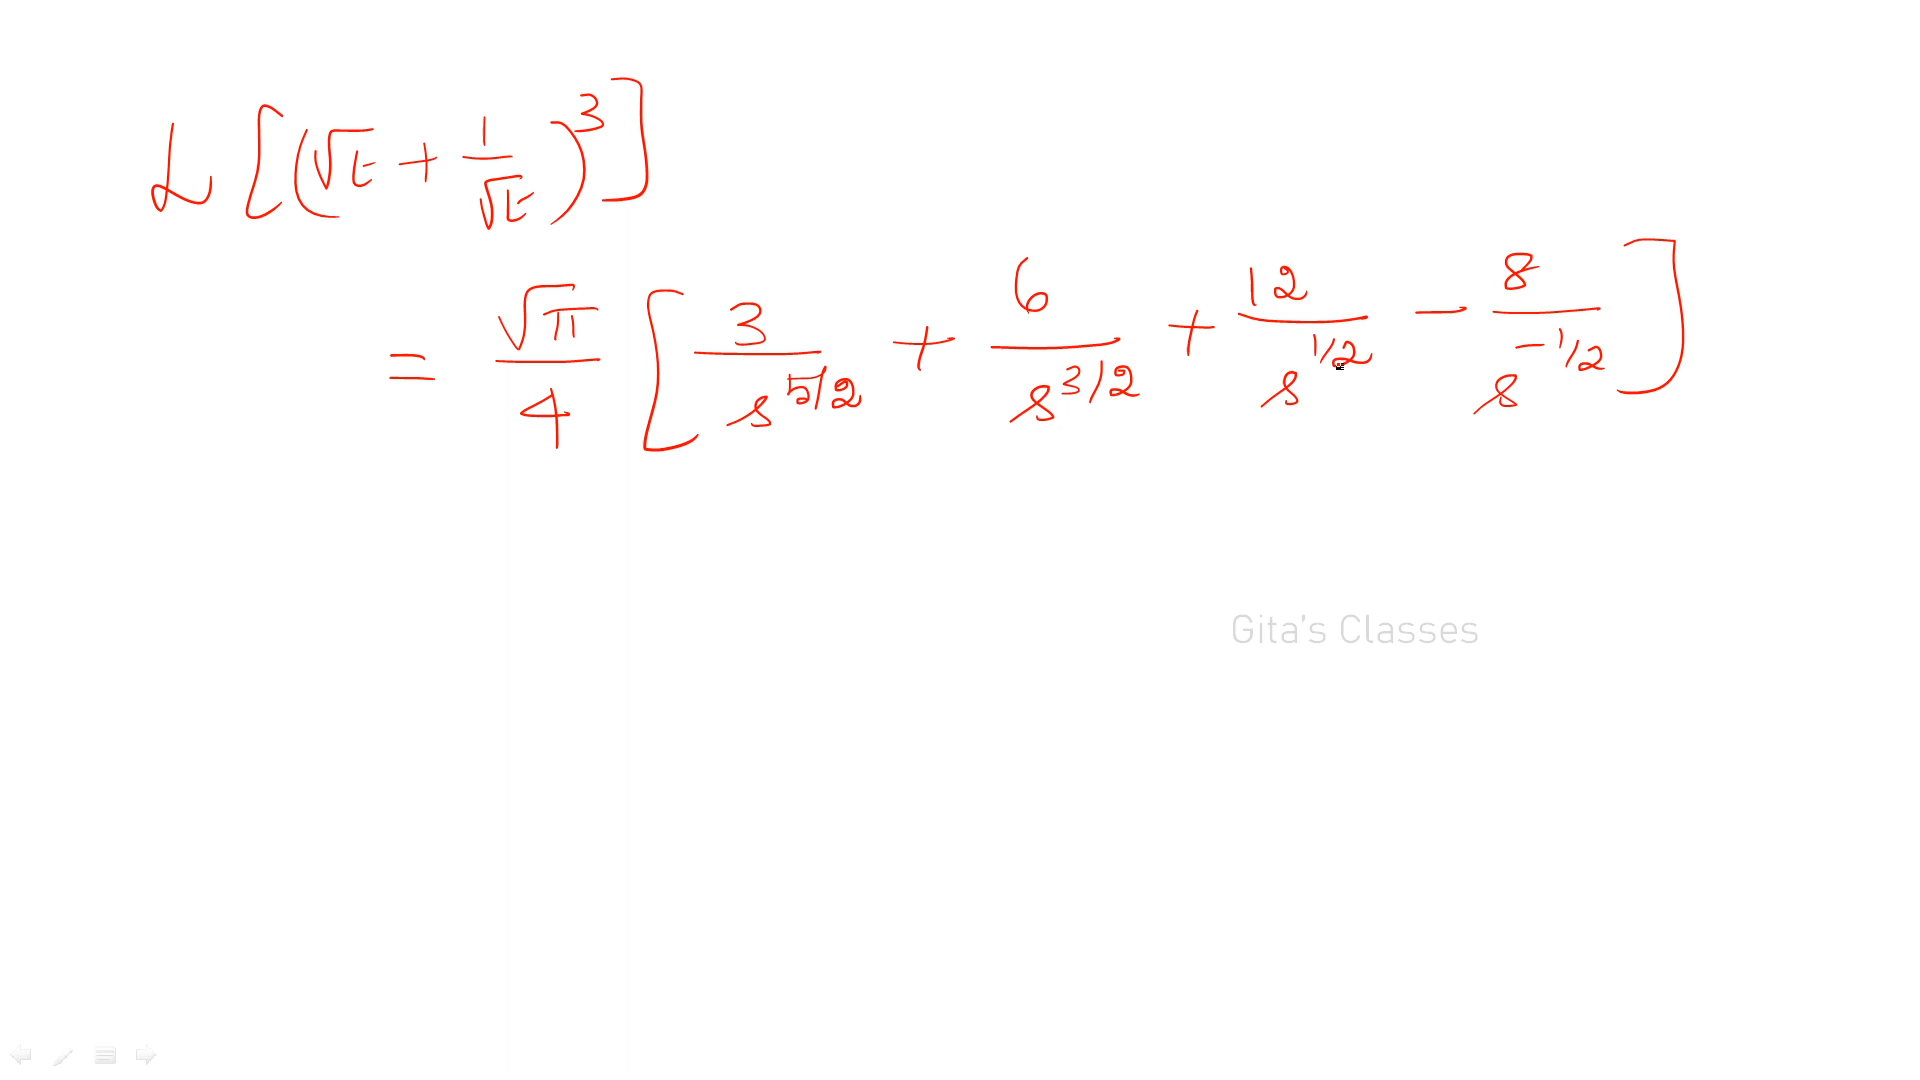 L[(√t + 1/√t)^3]
= √π/4 [3/s^(5/2) + 6/s^(3/2) + 12/s^(1/2) − 8/s^(−1/2)]
Gita's Classes